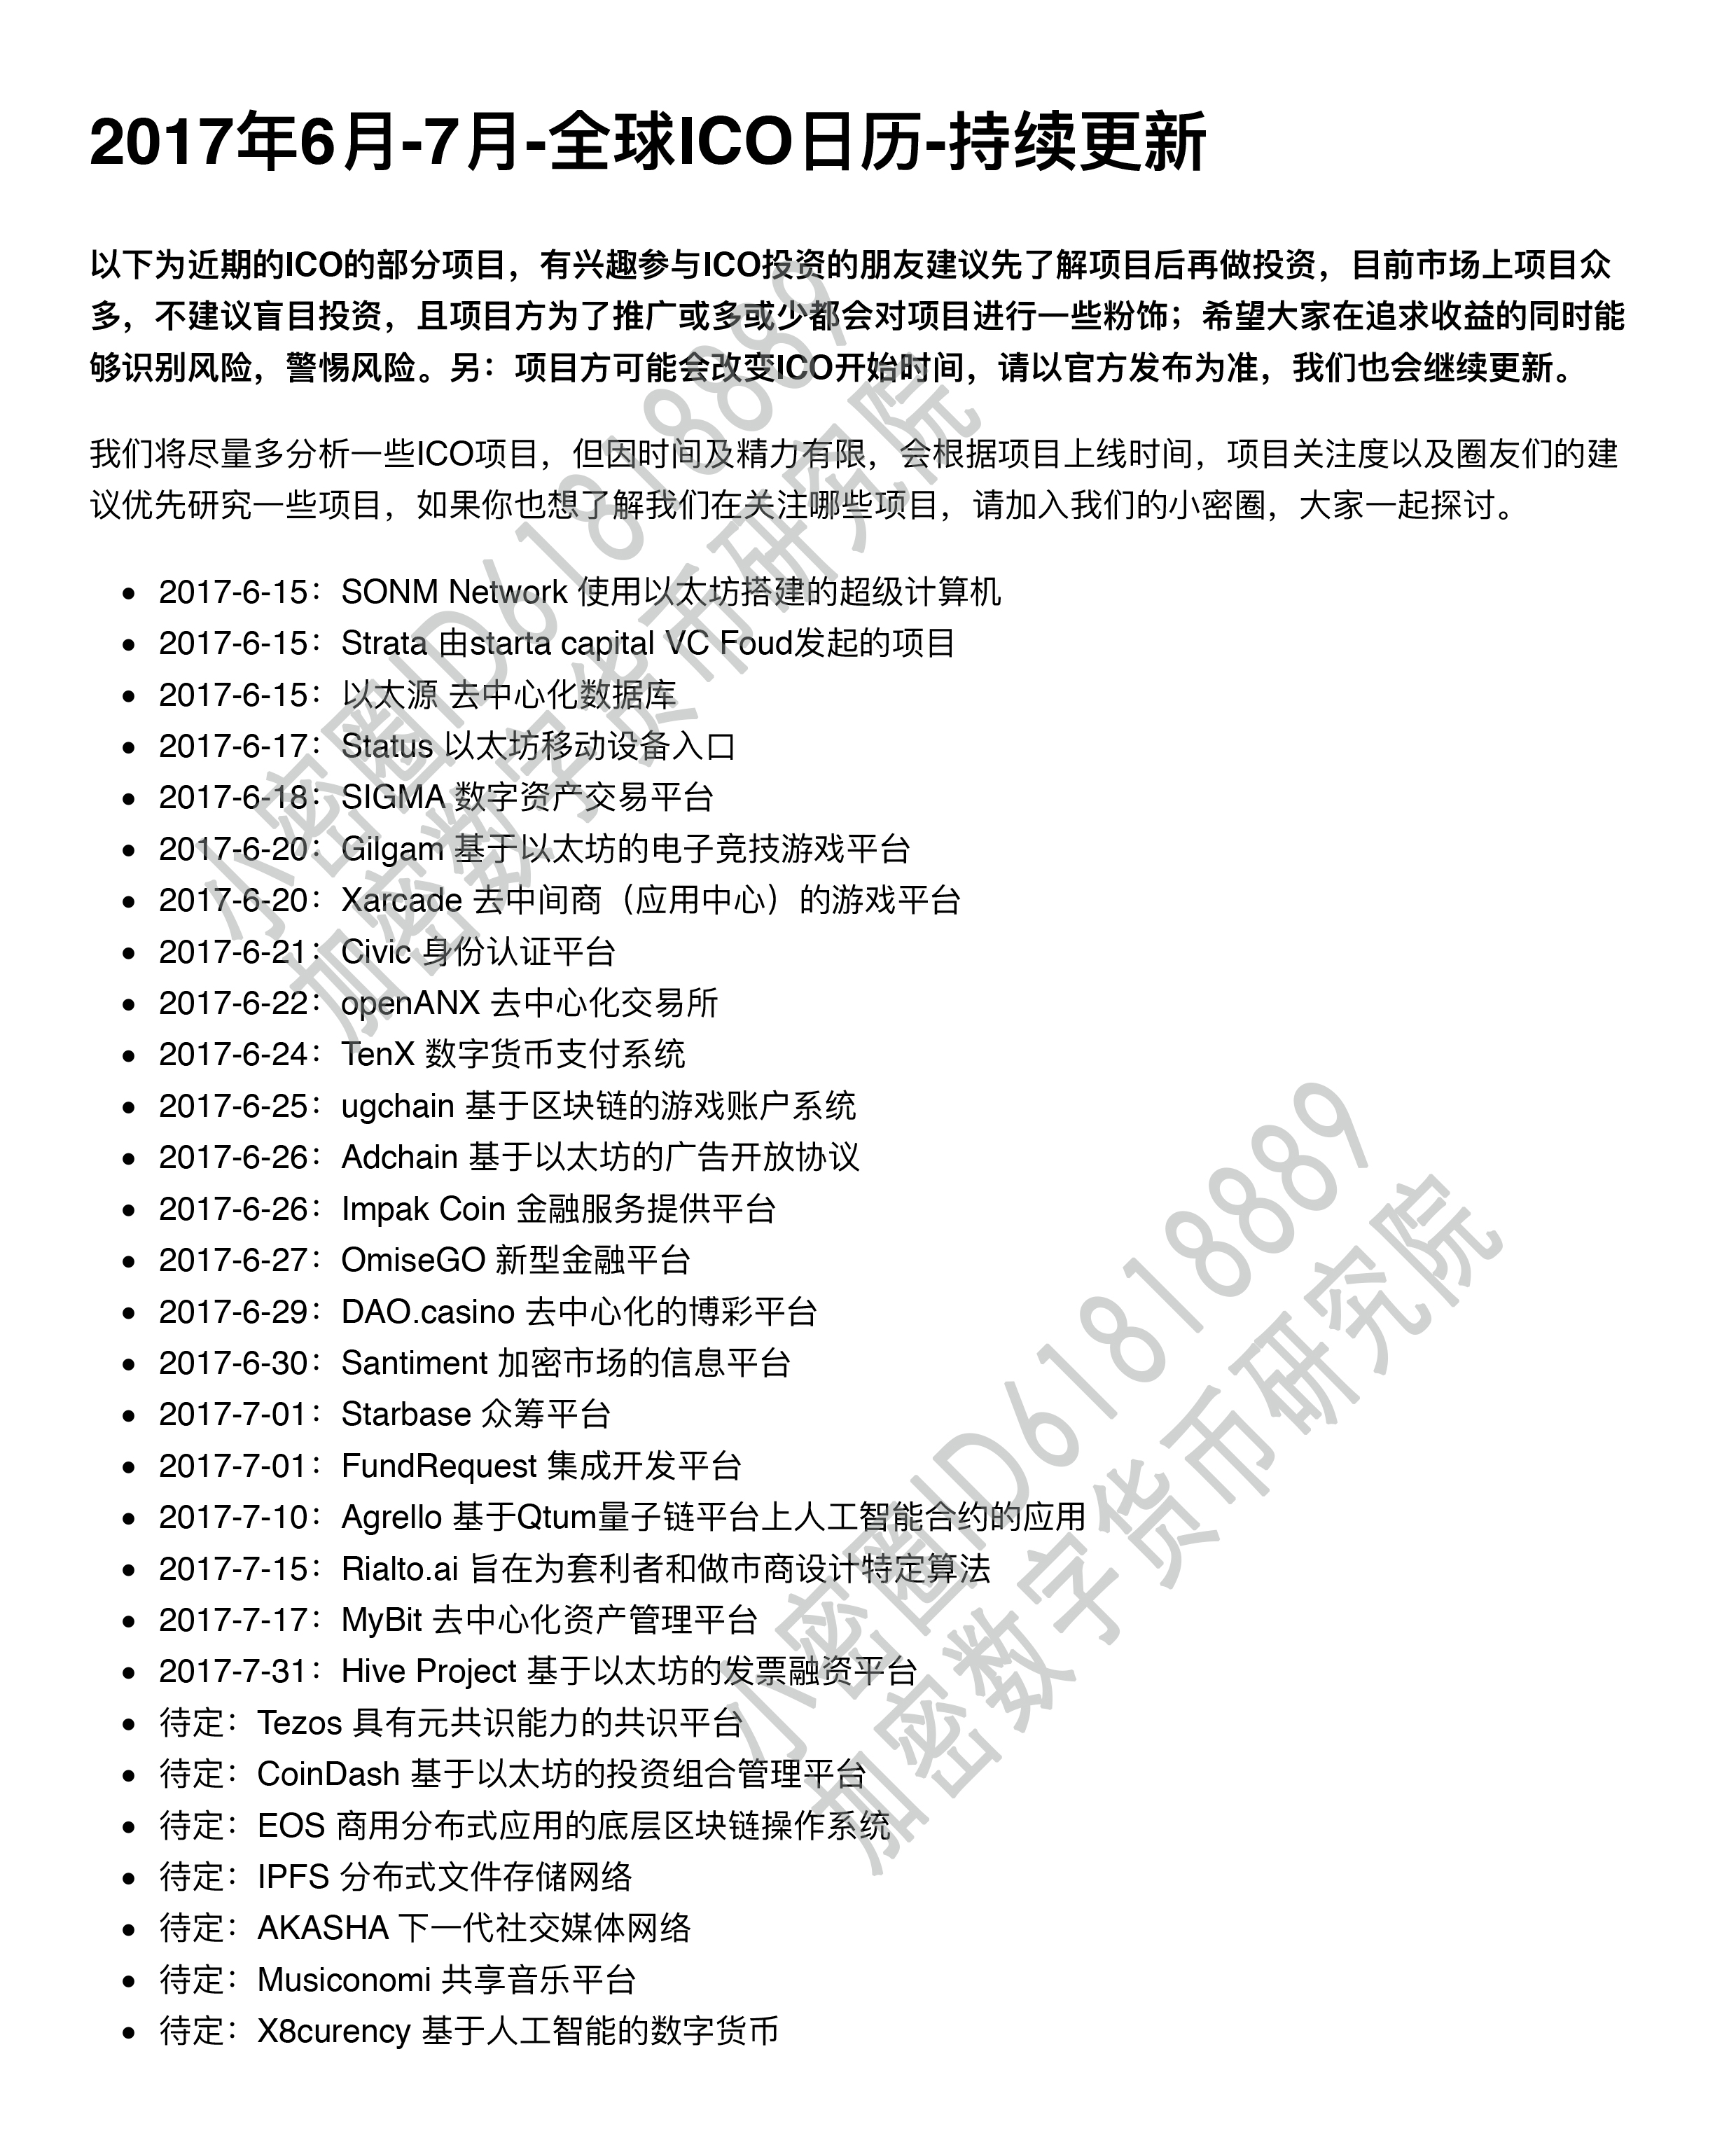 2017年6月-7月-全球ICO日历-持续更新
以下为近期的ICO的部分项目，有兴趣参与ICO投资的朋友建议先了解项目后再做投资，目前市场上项目众
多，不建议盲目投资，且项目方为了推广或多或少都会对项目进行一些粉饰；希望大家在追求收益的同时能
够识别风险，警惕风险。另：项目方可能会改变ICO开始时间，请以官方发布为准，我们也会继续更新。
我们将尽量多分析一些ICO项目，但因时间及精力有限，会根据项目上线时间，项目关注度以及圈友们的建
议优先研究一些项目，如果你也想了解我们在关注哪些项目，请加入我们的小密圈，大家一起探讨。
• 2017-6-15：SONM Network 使用以太坊搭建的超级计算机
• 2017-6-15：Strata 由starta capital VC Foud发起的项目
• 2017-6-15：以太源 去中心化数据库
• 2017-6-17：Status 以太坊移动设备入口
• 2017-6-18：SIGMA 数字资产交易平台
• 2017-6-20：Gilgam 基于以太坊的电子竞技游戏平台
• 2017-6-20：Xarcade 去中间商（应用中心）的游戏平台
• 2017-6-21：Civic 身份认证平台
• 2017-6-22：openANX 去中心化交易所
• 2017-6-24：TenX 数字货币支付系统
• 2017-6-25：ugchain 基于区块链的游戏账户系统
• 2017-6-26：Adchain 基于以太坊的广告开放协议
• 2017-6-26：Impak Coin 金融服务提供平台
• 2017-6-27：OmiseGO 新型金融平台
• 2017-6-29：DAO.casino 去中心化的博彩平台
• 2017-6-30：Santiment 加密市场的信息平台
• 2017-7-01：Starbase 众筹平台
• 2017-7-01：FundRequest 集成开发平台
• 2017-7-10：Agrello 基于Qtum量子链平台上人工智能合约的应用
• 2017-7-15：Rialto.ai 旨在为套利者和做市商设计特定算法
• 2017-7-17：MyBit 去中心化资产管理平台
• 2017-7-31：Hive Project 基于以太坊的发票融资平台
• 待定：Tezos 具有元共识能力的共识平台
• 待定：CoinDash 基于以太坊的投资组合管理平台
• 待定：EOS 商用分布式应用的底层区块链操作系统
• 待定：IPFS 分布式文件存储网络
• 待定：AKASHA 下一代社交媒体网络
• 待定：Musiconomi 共享音乐平台
• 待定：X8curency 基于人工智能的数字货币
小密圈ID61818889
加密数字货币研究院
小密圈ID61818889
加密数字货币研究院